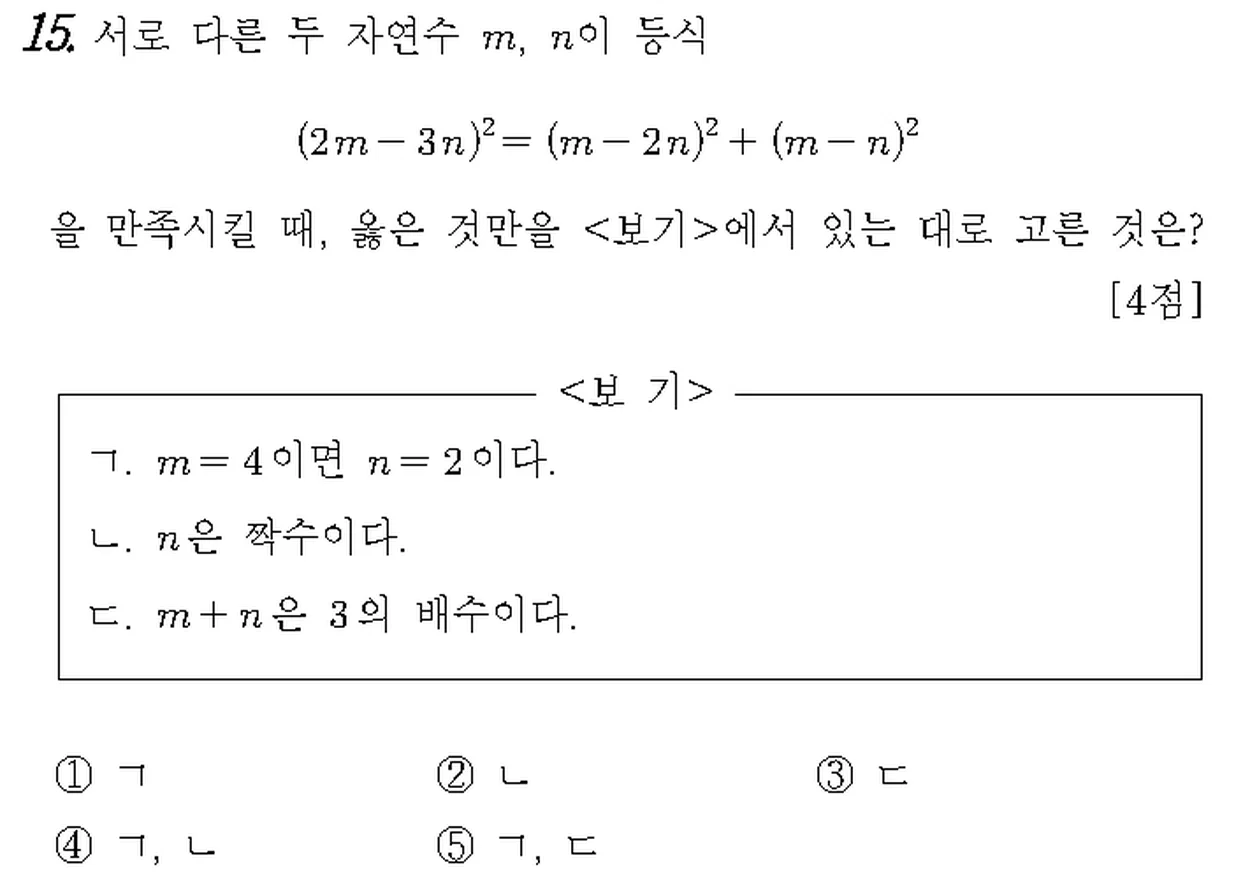 15. 서로 다른 두 자연수 m, n이 등식
(2m − 3n)² = (m − 2n)² + (m − n)²
을 만족시킬 때, 옳은 것만을 <보기>에서 있는 대로 고른 것은?
[4점]
<보 기>
ㄱ. m = 4이면 n = 2이다.
ㄴ. n은 짝수이다.
ㄷ. m + n은 3의 배수이다.
① ㄱ ② ㄴ ③ ㄷ
④ ㄱ, ㄴ ⑤ ㄱ, ㄷ